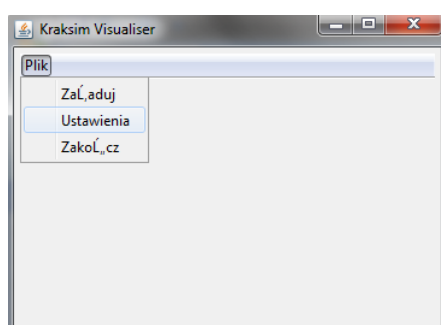 Kraksim Visualiser
Plik
ZaĹ‚aduj
Ustawienia
ZakoĹ„cz